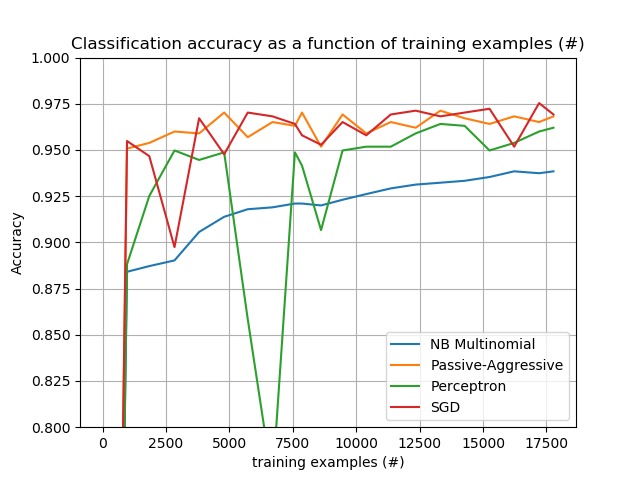 Classification accuracy as a function of training examples (#)
1.000
0.975
0.950
0.925
0.900
0.875
0.850
0.825
0.800
Accuracy
NB Multinomial
Passive-Aggressive
Perceptron
SGD
0 2500 5000 7500 10000 12500 15000 17500
training examples (#)